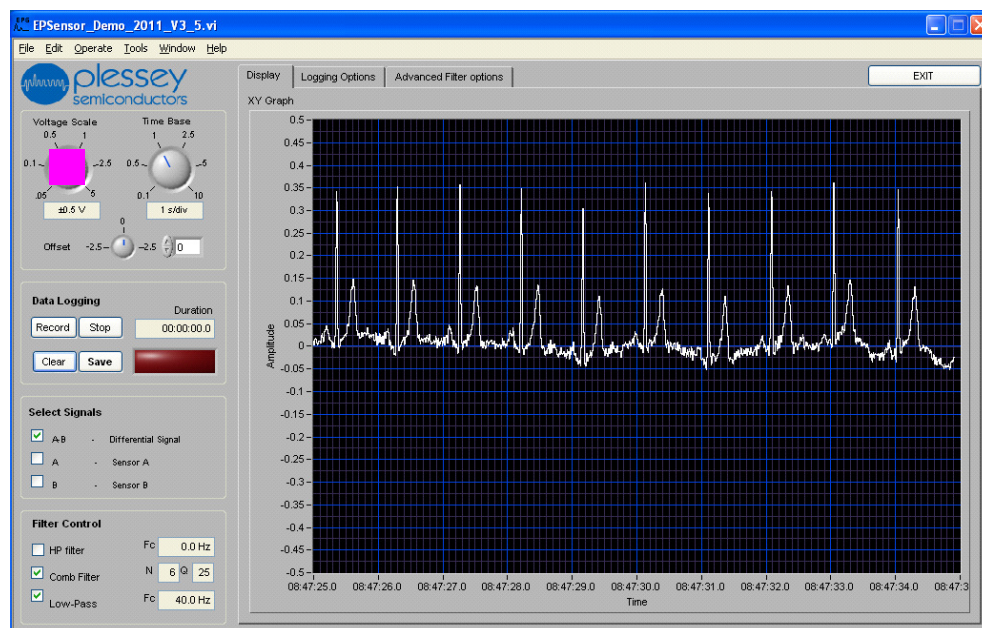 EPSensor_Demo_2011_V3_5.vi
File Edit Operate Tools Window Help
plessey
semiconductors
Display Logging Options Advanced Filter options EXIT
XY Graph
Voltage Scale Time Base
0.5 1 1 2.5
0.1 2.5 0.5 5
.05 5 0.1 10
±0.5 V 1 s/div
0
Offset -2.5 2.5 0
Data Logging
Duration
Record Stop 00:00:00.0
Clear Save
Select Signals
A-B - Differential Signal
A - Sensor A
B - Sensor B
Filter Control
HP filter Fc 0.0 Hz
Comb Filter N 6 Q 25
Low-Pass Fc 40.0 Hz
Amplitude
0.5
0.45
0.4
0.35
0.3
0.25
0.2
0.15
0.1
0.05
0
-0.05
-0.1
-0.15
-0.2
-0.25
-0.3
-0.35
-0.4
-0.45
-0.5
08:47:25.0 08:47:26.0 08:47:27.0 08:47:28.0 08:47:29.0 08:47:30.0 08:47:31.0 08:47:32.0 08:47:33.0 08:47:34.0 08:47:3
Time